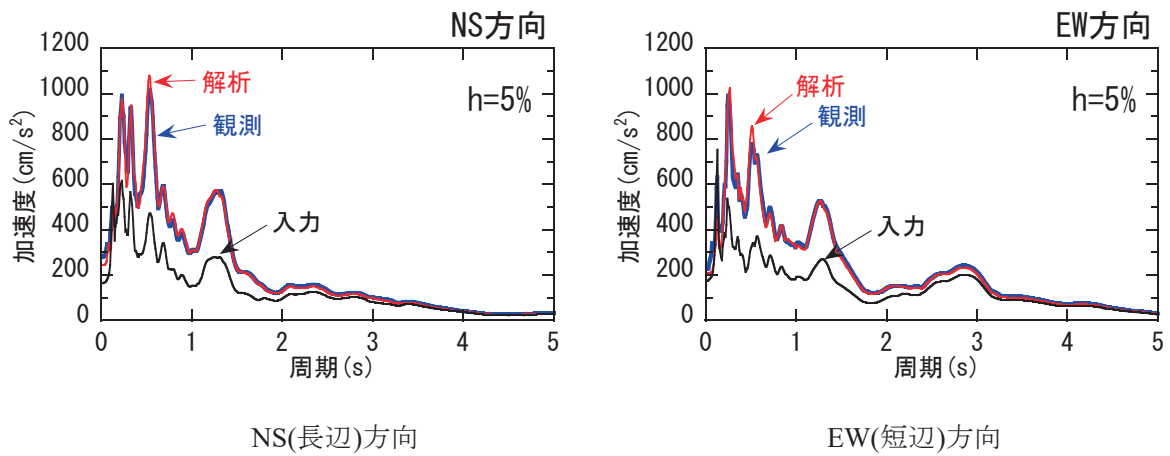 NS方向
1200
1000
800
600
400
200
0
加速度(cm/s²)
h=5%
解析
観測
入力
0 1 2 3 4 5
周期(s)
NS(長辺)方向
EW方向
1200
1000
800
600
400
200
0
加速度(cm/s²)
h=5%
解析
観測
入力
0 1 2 3 4 5
周期(s)
EW(短辺)方向